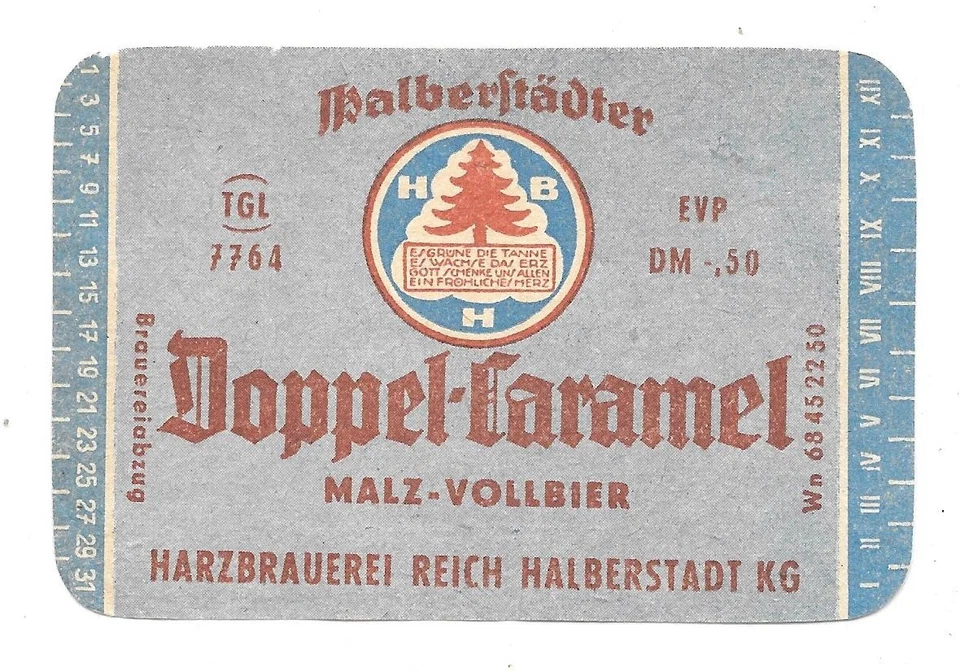 Halberstädter
H B
H
ES GRÜNE DIE TANNE
ES WACHSE DAS ERZ
GOTT SCHENKE UNS ALLEN
EIN FRÖHLICHES HERZ
TGL
7764
EVP
DM -,50
Brauereiabzug
Doppel-Caramel
MALZ-VOLLBIER
HARZBRAUEREI REICH HALBERSTADT KG
Wn 68 45 22 50
1 3 5 7 9 11 13 15 17 19 21 23 25 27 29 31
I II III IV V VI VII VIII IX X XI XII